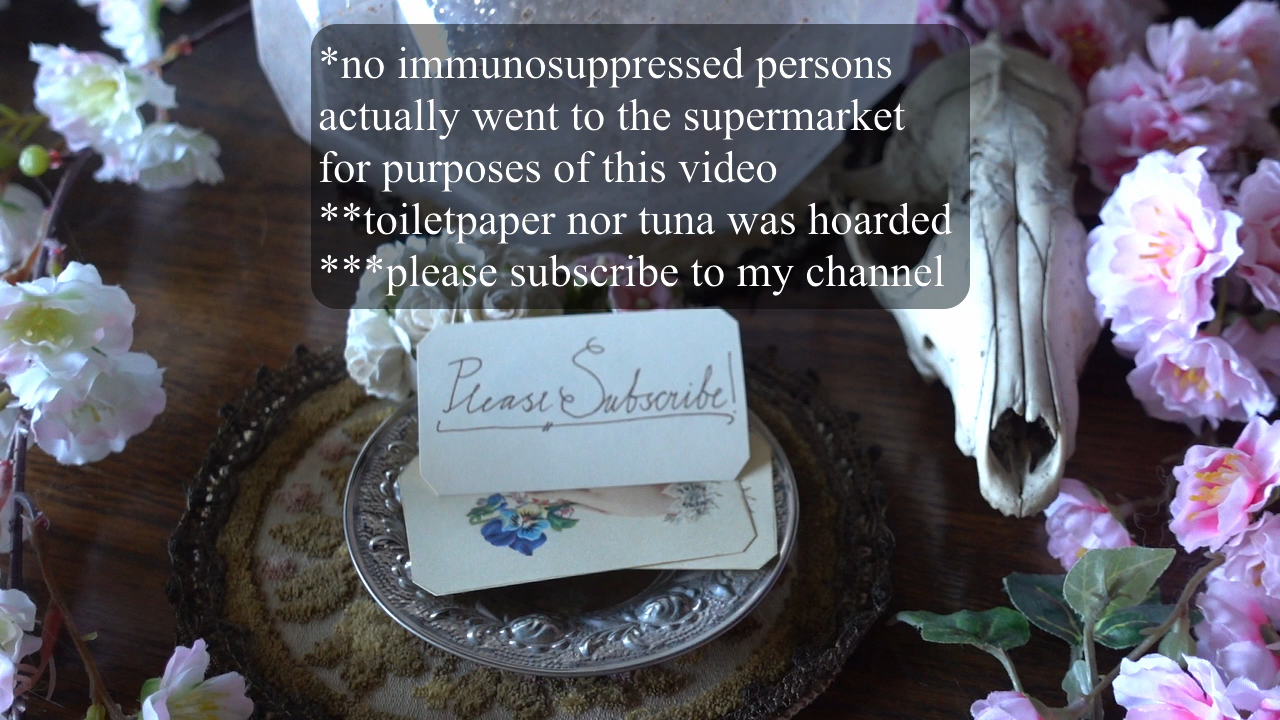 *no immunosuppressed persons
actually went to the supermarket
for purposes of this video
**toiletpaper nor tuna was hoarded
***please subscribe to my channel
Please Subscribe!